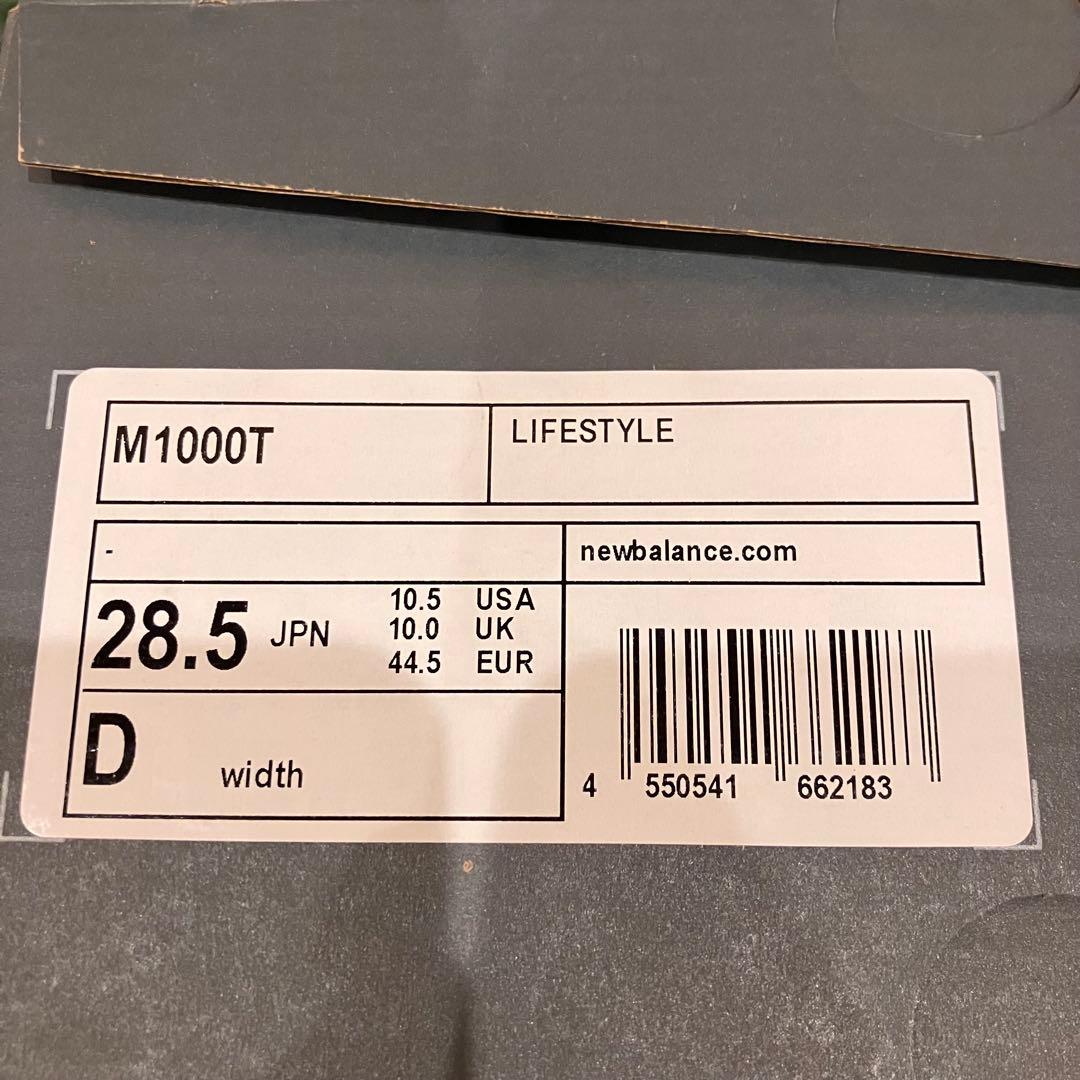 M1000T
LIFESTYLE
-
newbalance.com
28.5 JPN
10.5 USA
10.0 UK
44.5 EUR
D width
4 550541 662183